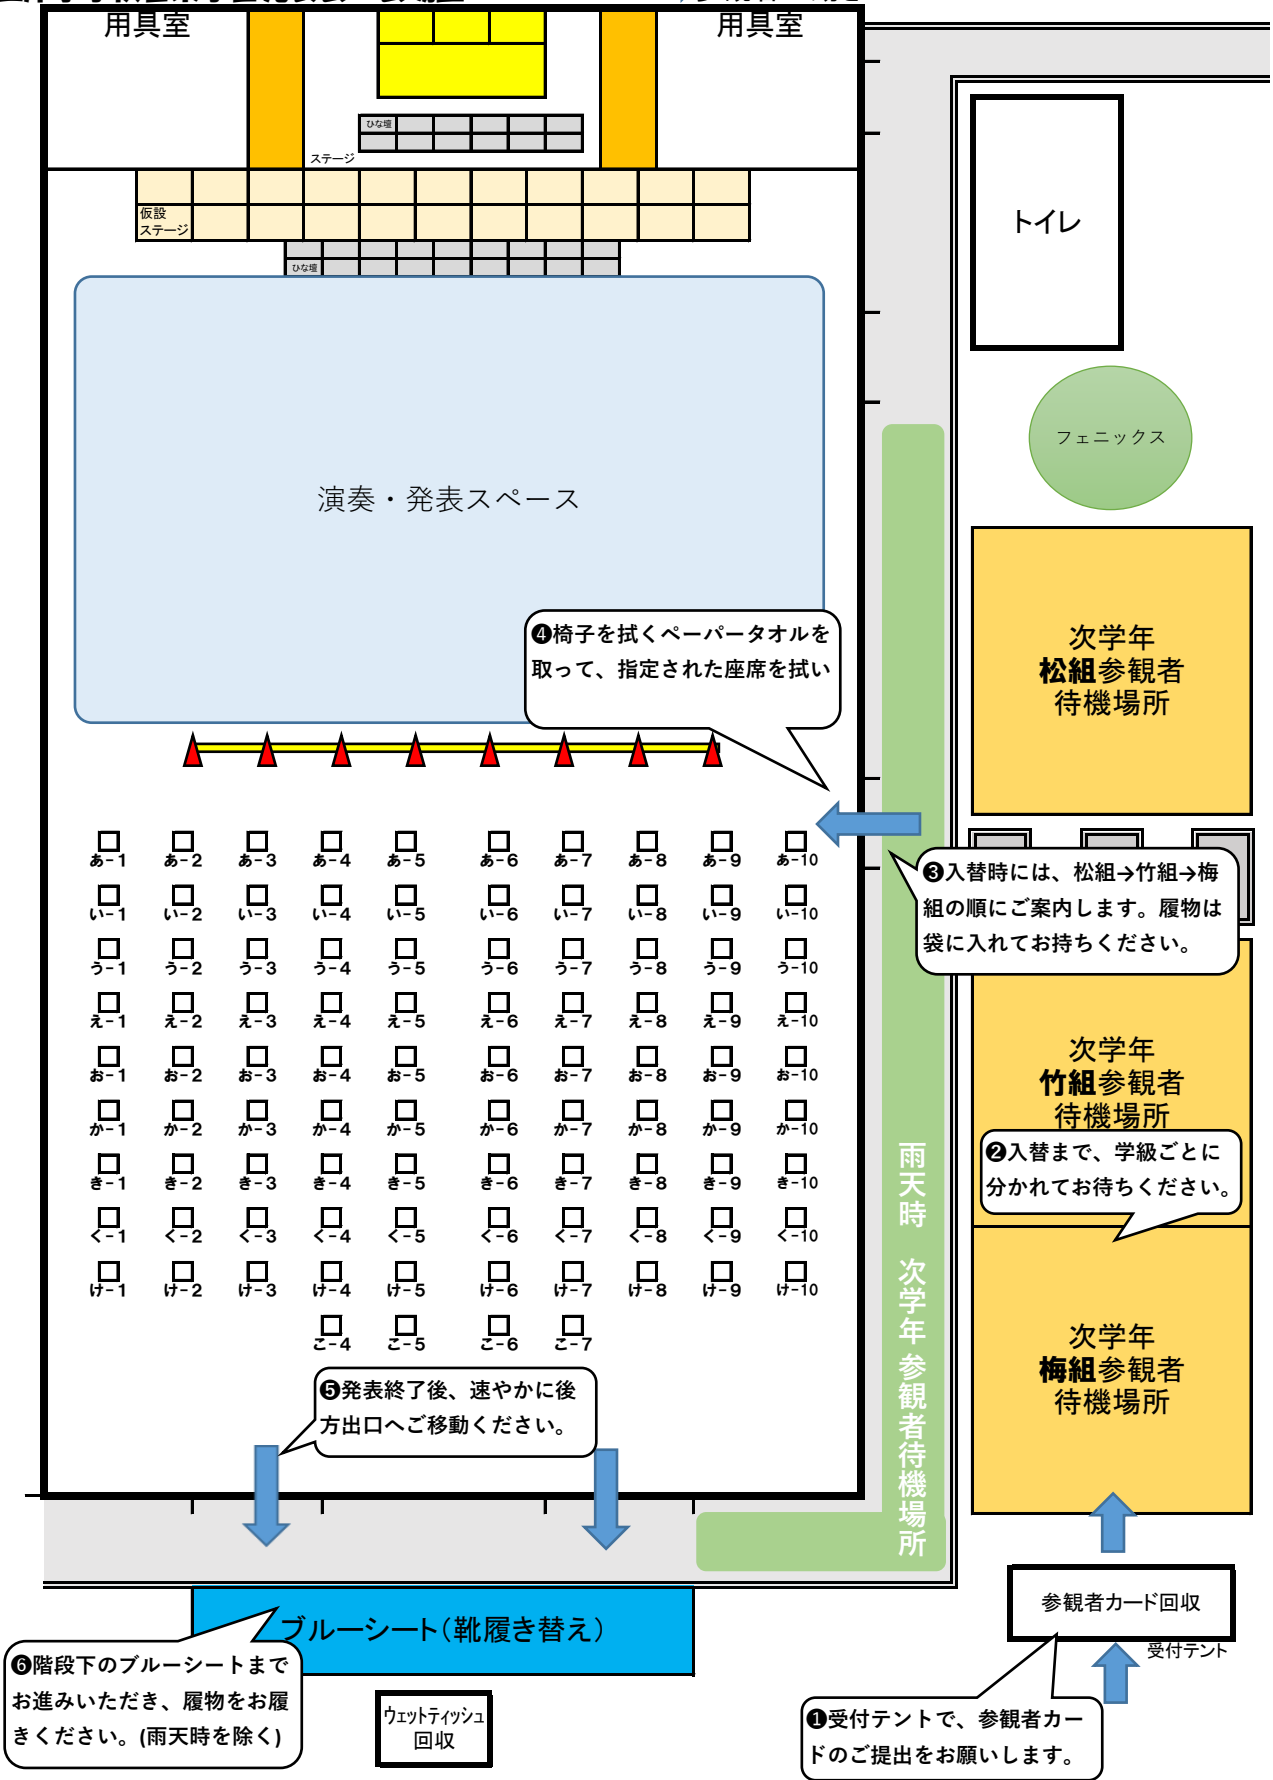 用具室
用具室
ひな壇
ステージ
仮設
ステージ
ひな壇
トイレ
フェニックス
演奏・発表スペース
❹椅子を拭くペーパータオルを
取って、指定された座席を拭い
次学年
松組参観者
待機場所
あ-1 あ-2 あ-3 あ-4 あ-5 あ-6 あ-7 あ-8 あ-9 あ-10
い-1 い-2 い-3 い-4 い-5 い-6 い-7 い-8 い-9 い-10
う-1 う-2 う-3 う-4 う-5 う-6 う-7 う-8 う-9 う-10
え-1 え-2 え-3 え-4 え-5 え-6 え-7 え-8 え-9 え-10
お-1 お-2 お-3 お-4 お-5 お-6 お-7 お-8 お-9 お-10
か-1 か-2 か-3 か-4 か-5 か-6 か-7 か-8 か-9 か-10
き-1 き-2 き-3 き-4 き-5 き-6 き-7 き-8 き-9 き-10
く-1 く-2 く-3 く-4 く-5 く-6 く-7 く-8 く-9 く-10
け-1 け-2 け-3 け-4 け-5 け-6 け-7 け-8 け-9 け-10
こ-4 こ-5 こ-6 こ-7
❸入替時には、松組→竹組→梅
組の順にご案内します。履物は
袋に入れてお持ちください。
次学年
竹組参観者
待機場所
❷入替まで、学級ごとに
分かれてお待ちください。
雨天時 次学年 参観者待機場所
次学年
梅組参観者
待機場所
❺発表終了後、速やかに後
方出口へご移動ください。
参観者カード回収
受付テント
ブルーシート(靴履き替え)
❻階段下のブルーシートまで
お進みいただき、履物をお履
きください。(雨天時を除く)
ウェットティッシュ
回収
❶受付テントで、参観者カー
ドのご提出をお願いします。